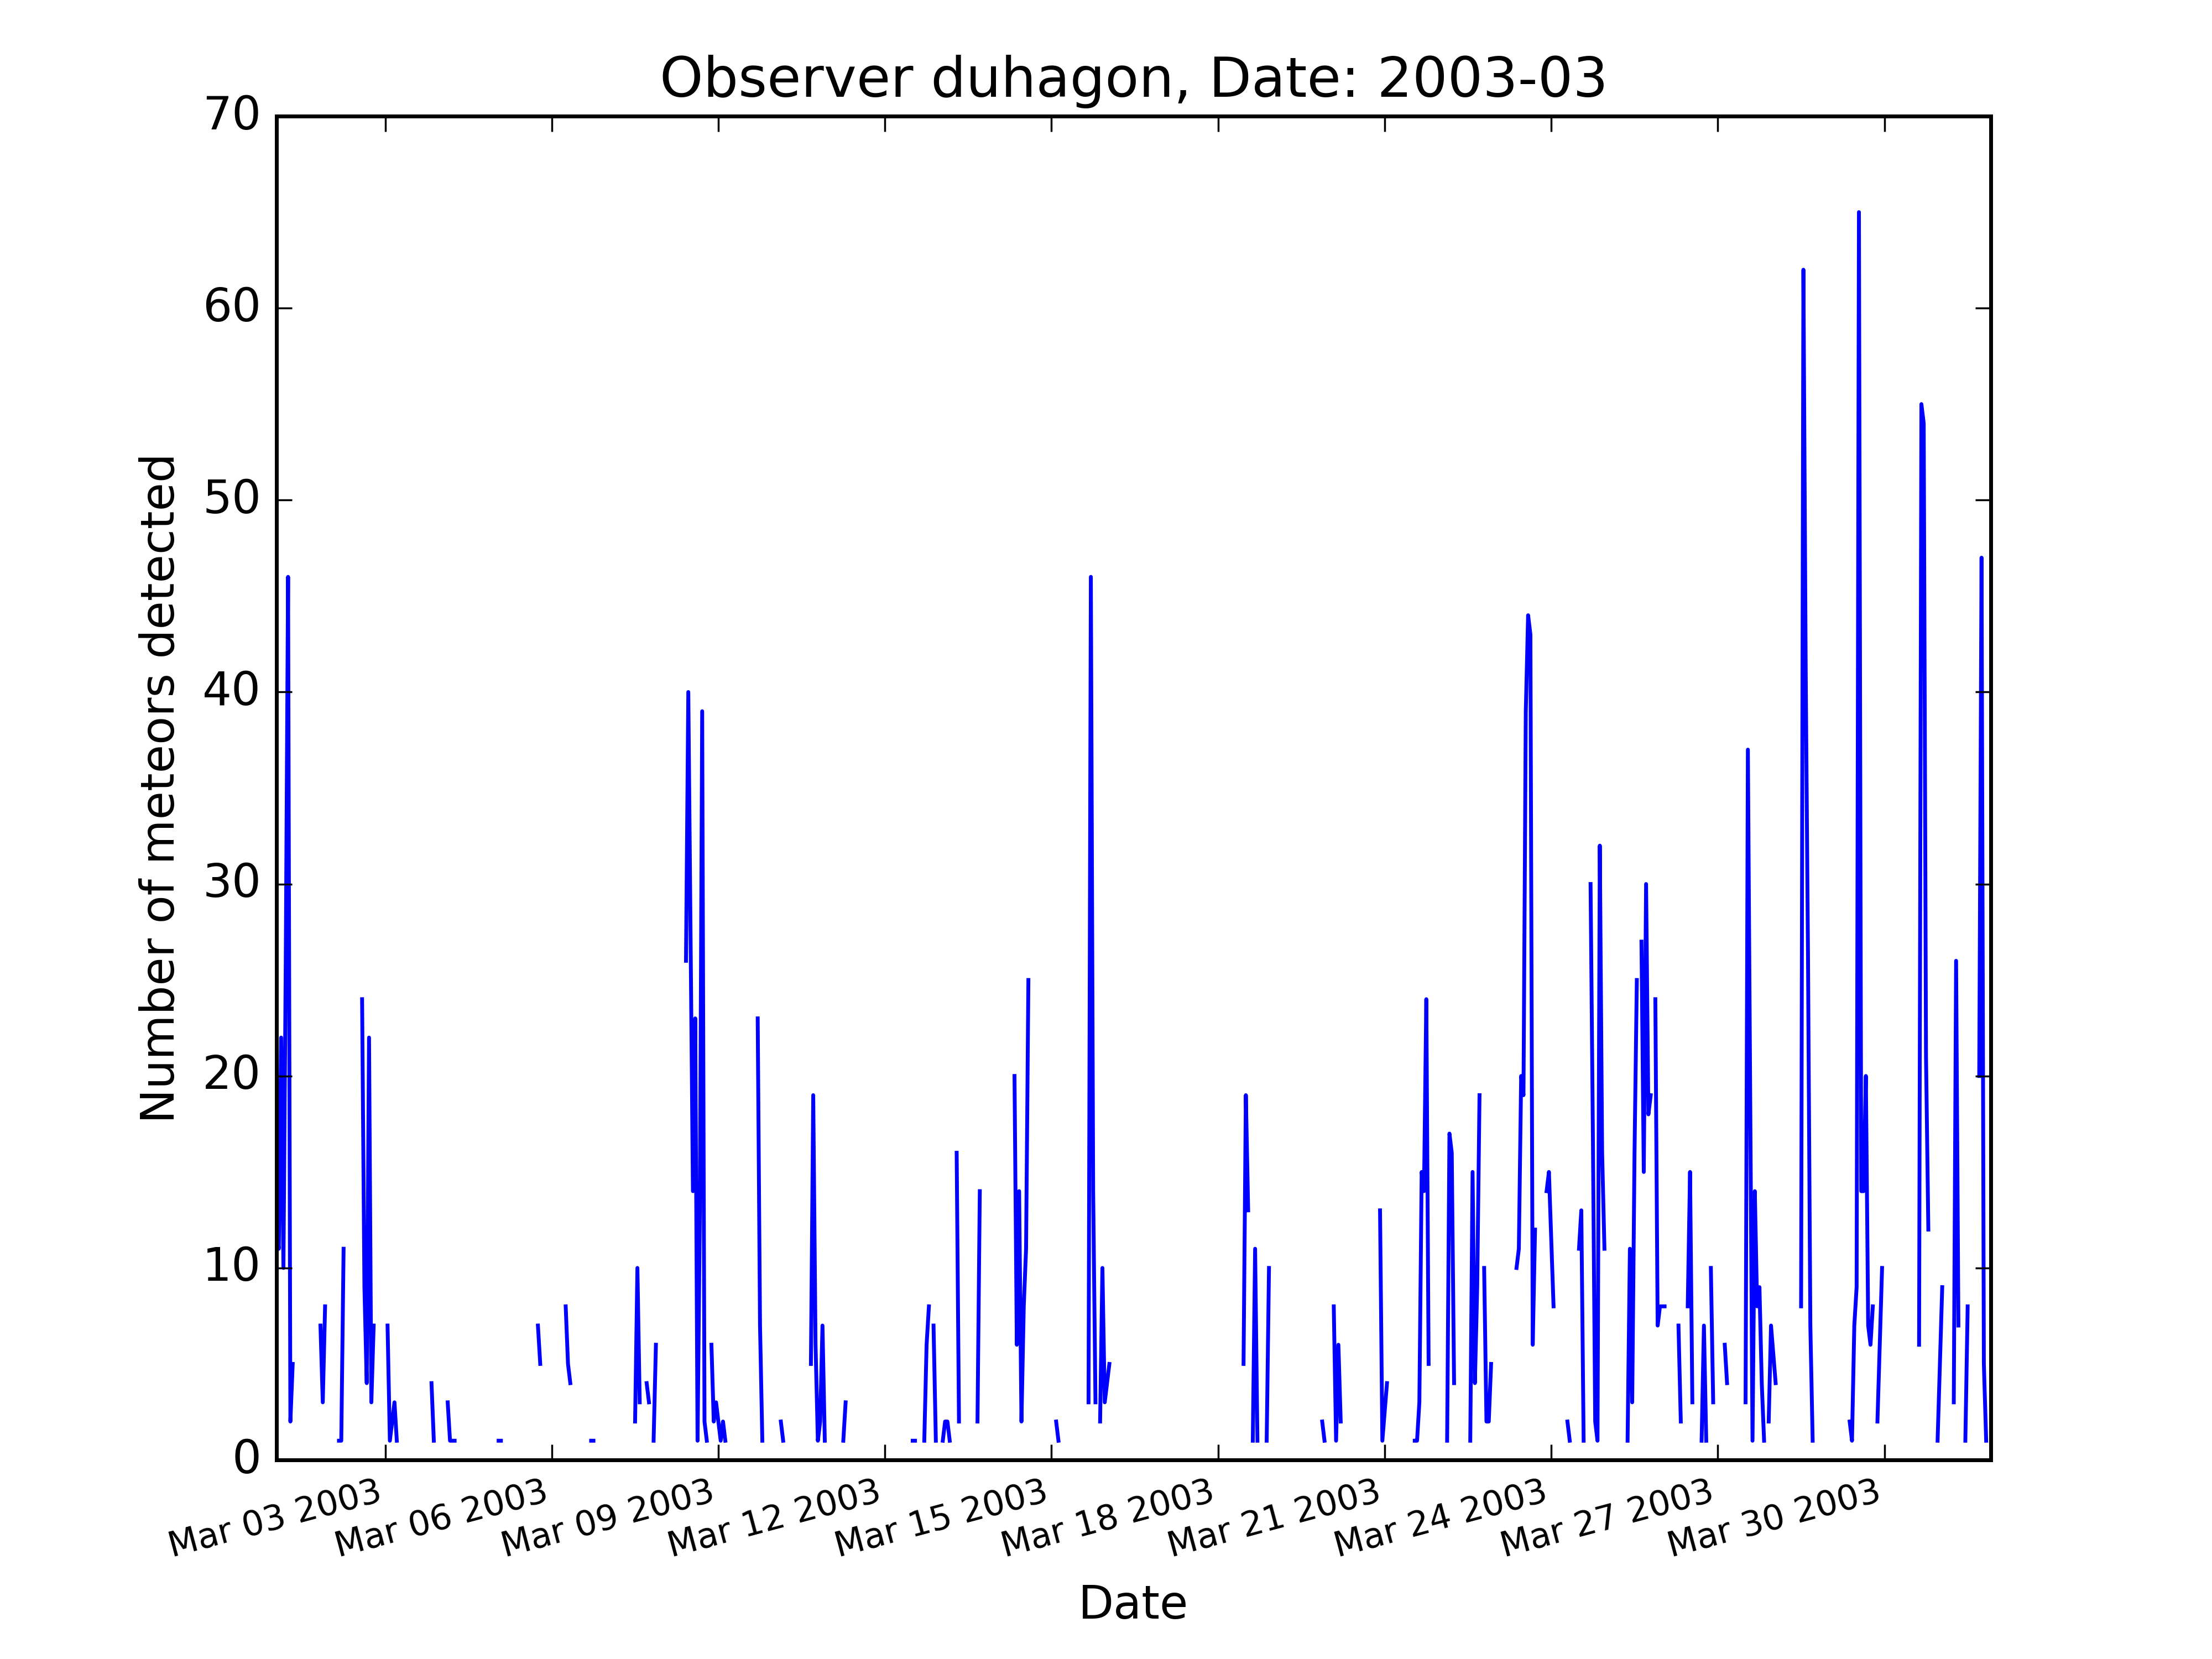 Observer duhagon, Date: 2003-03
70
60
50
40
30
20
10
0
Number of meteors detected
Mar 03 2003
Mar 06 2003
Mar 09 2003
Mar 12 2003
Mar 15 2003
Mar 18 2003
Mar 21 2003
Mar 24 2003
Mar 27 2003
Mar 30 2003
Date